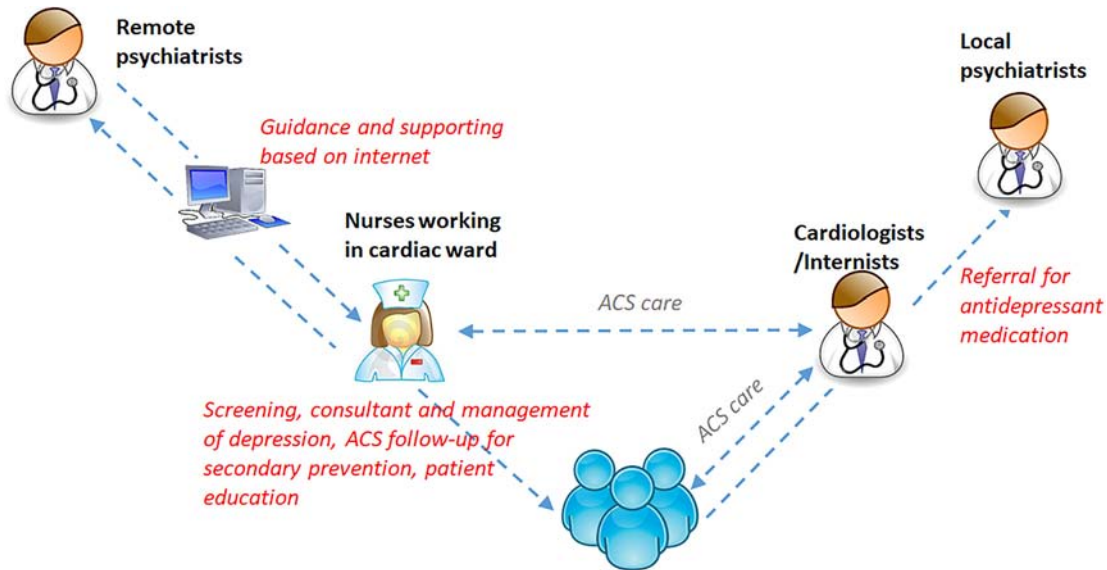 Remote
psychiatrists
Local
psychiatrists
Guidance and supporting
based on internet
Nurses working
in cardiac ward
Cardiologists
/Internists
Referral for
antidepressant
medication
ACS care
ACS care
Screening, consultant and management
of depression, ACS follow-up for
secondary prevention, patient
education